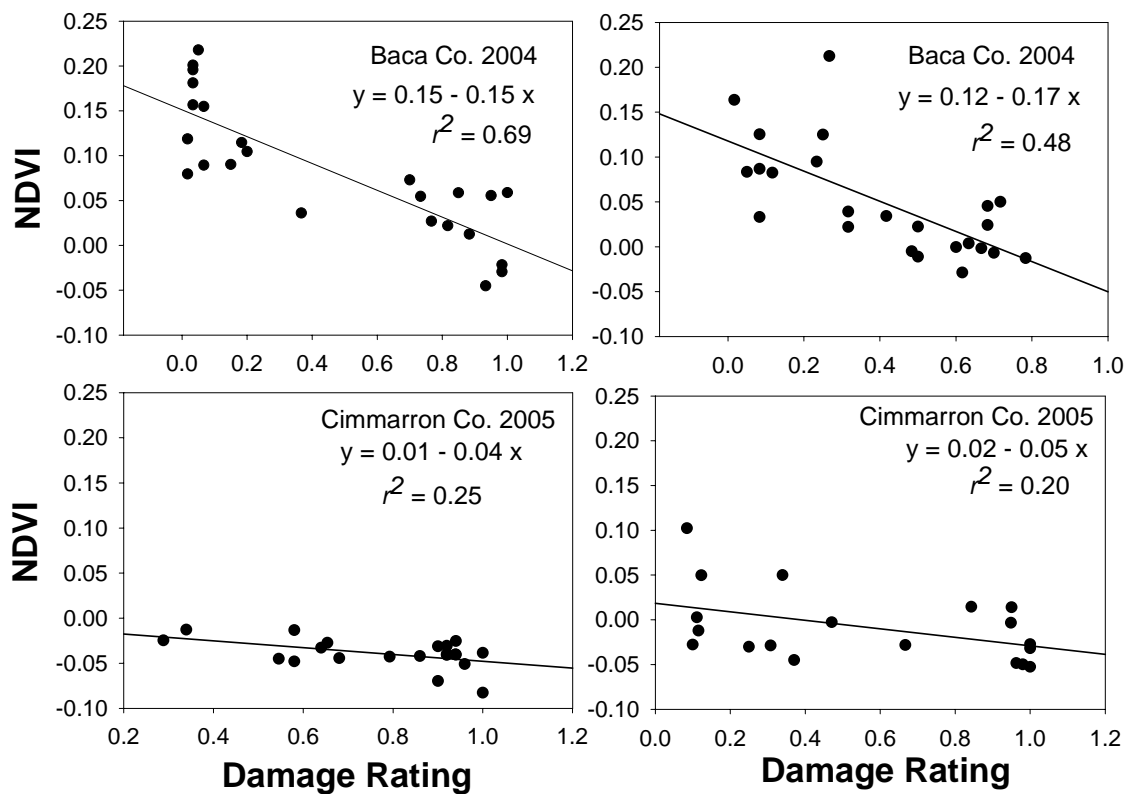 0.25
0.20
0.15
0.10
0.05
0.00
-0.05
-0.10
NDVI
Baca Co. 2004
y = 0.15 - 0.15 x
r2 = 0.69
0.0 0.2 0.4 0.6 0.8 1.0 1.2
0.25
0.20
0.15
0.10
0.05
0.00
-0.05
-0.10
Baca Co. 2004
y = 0.12 - 0.17 x
r2 = 0.48
0.0 0.2 0.4 0.6 0.8 1.0
0.25
0.20
0.15
0.10
0.05
0.00
-0.05
-0.10
NDVI
Cimmarron Co. 2005
y = 0.01 - 0.04 x
r2 = 0.25
0.2 0.4 0.6 0.8 1.0 1.2
Damage Rating
0.25
0.20
0.15
0.10
0.05
0.00
-0.05
-0.10
Cimmarron Co. 2005
y = 0.02 - 0.05 x
r2 = 0.20
0.0 0.2 0.4 0.6 0.8 1.0 1.2
Damage Rating